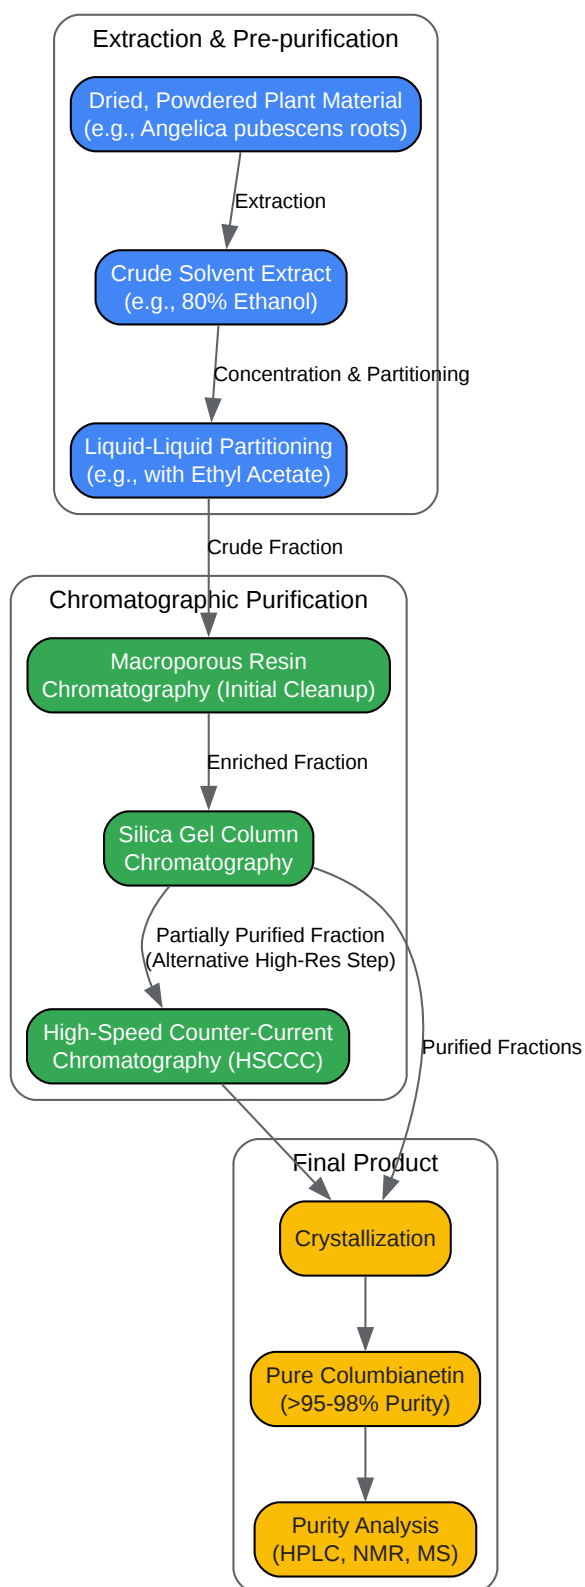 Extraction & Pre-purification
Dried, Powdered Plant Material
(e.g., Angelica pubescens roots)
Extraction
Crude Solvent Extract
(e.g., 80% Ethanol)
Concentration & Partitioning
Liquid-Liquid Partitioning
(e.g., with Ethyl Acetate)
Crude Fraction
Chromatographic Purification
Macroporous Resin
Chromatography (Initial Cleanup)
Enriched Fraction
Silica Gel Column
Chromatography
Partially Purified Fraction
(Alternative High-Res Step)
High-Speed Counter-Current
Chromatography (HSCCC)
Purified Fractions
Final Product
Crystallization
Pure Columbianetin
(>95-98% Purity)
Purity Analysis
(HPLC, NMR, MS)